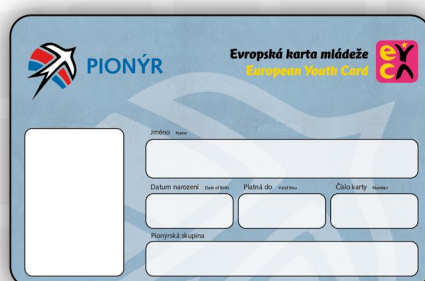 PIONÝR
Evropská karta mládeže
European Youth Card
eyca
Jméno Name
Datum narození Date of Birth Platná do Valid thru Číslo karty Number
Pionýrská skupina